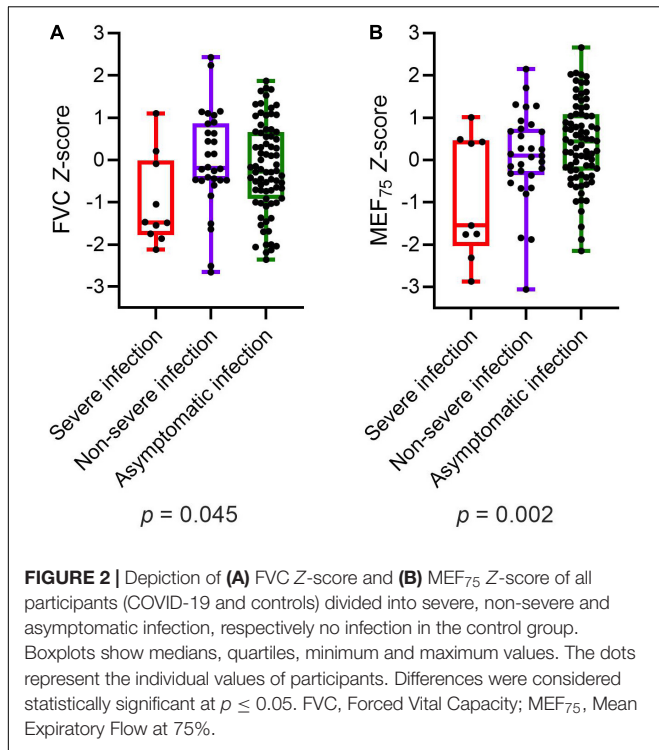 A
B
3
2
1
0
-1
-2
-3
FVC Z-score
Severe infection
Non-severe infection
Asymptomatic infection
p = 0.045
3
2
1
0
-1
-2
-3
MEF75 Z-score
Severe infection
Non-severe infection
Asymptomatic infection
p = 0.002
FIGURE 2 | Depiction of (A) FVC Z-score and (B) MEF75 Z-score of all
participants (COVID-19 and controls) divided into severe, non-severe and
asymptomatic infection, respectively no infection in the control group.
Boxplots show medians, quartiles, minimum and maximum values. The dots
represent the individual values of participants. Differences were considered
statistically significant at p ≤ 0.05. FVC, Forced Vital Capacity; MEF75, Mean
Expiratory Flow at 75%.